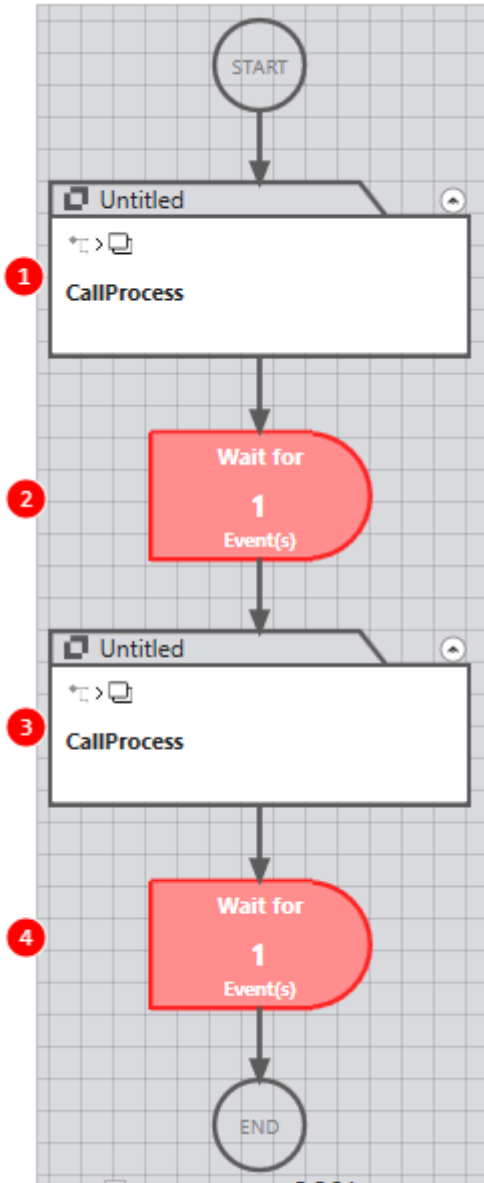 START
Untitled
1
CallProcess
Wait for
2
1
Event(s)
Untitled
3
CallProcess
Wait for
4
1
Event(s)
END